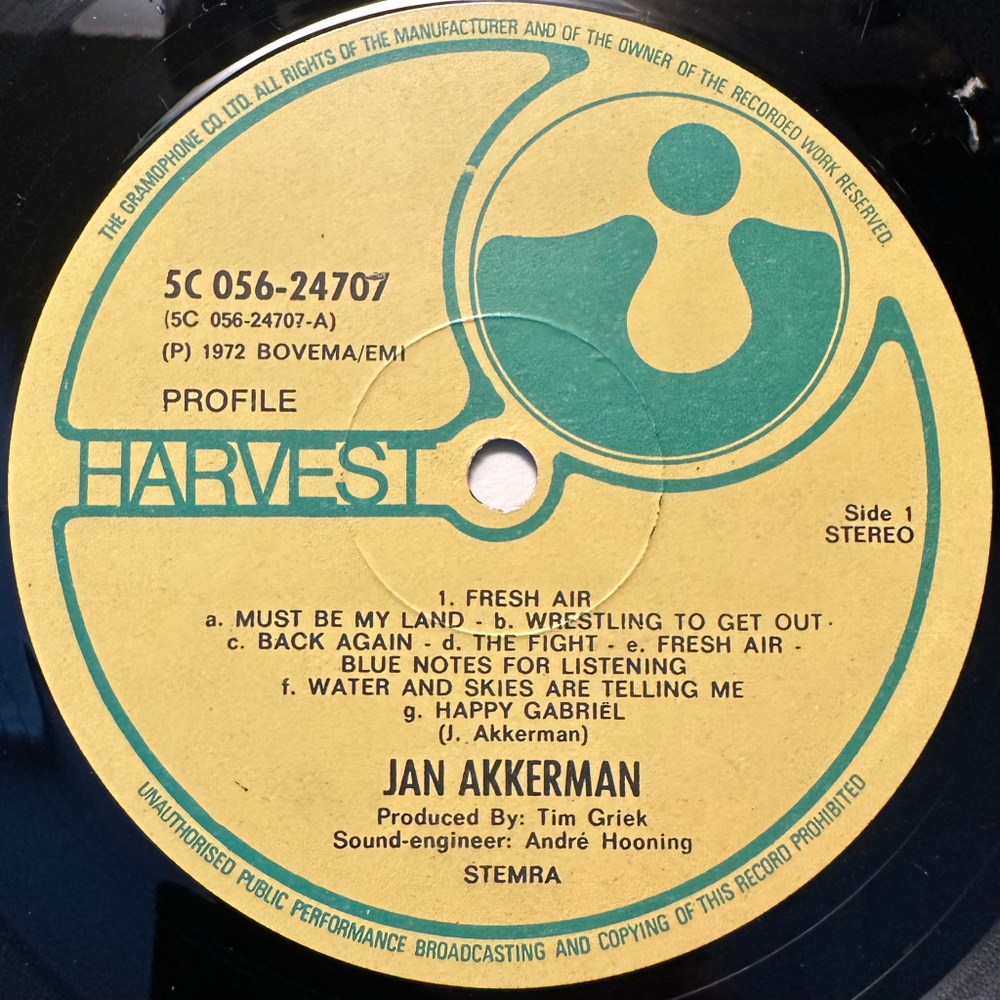 THE GRAMOPHONE CO. LTD. ALL RIGHTS OF THE MANUFACTURER AND OF THE OWNER OF THE RECORDED WORK RESERVED.
5C 056-24707
(5C 056-24707-A)
(P) 1972 BOVEMA/EMI
PROFILE
HARVEST
Side 1
STEREO
1. FRESH AIR
a. MUST BE MY LAND - b. WRESTLING TO GET OUT -
c. BACK AGAIN - d. THE FIGHT - e. FRESH AIR -
BLUE NOTES FOR LISTENING
f. WATER AND SKIES ARE TELLING ME
g. HAPPY GABRIËL
(J. Akkerman)
JAN AKKERMAN
Produced By: Tim Griek
Sound-engineer: André Hooning
STEMRA
UNAUTHORISED PUBLIC PERFORMANCE BROADCASTING AND COPYING OF THIS RECORD PROHIBITED